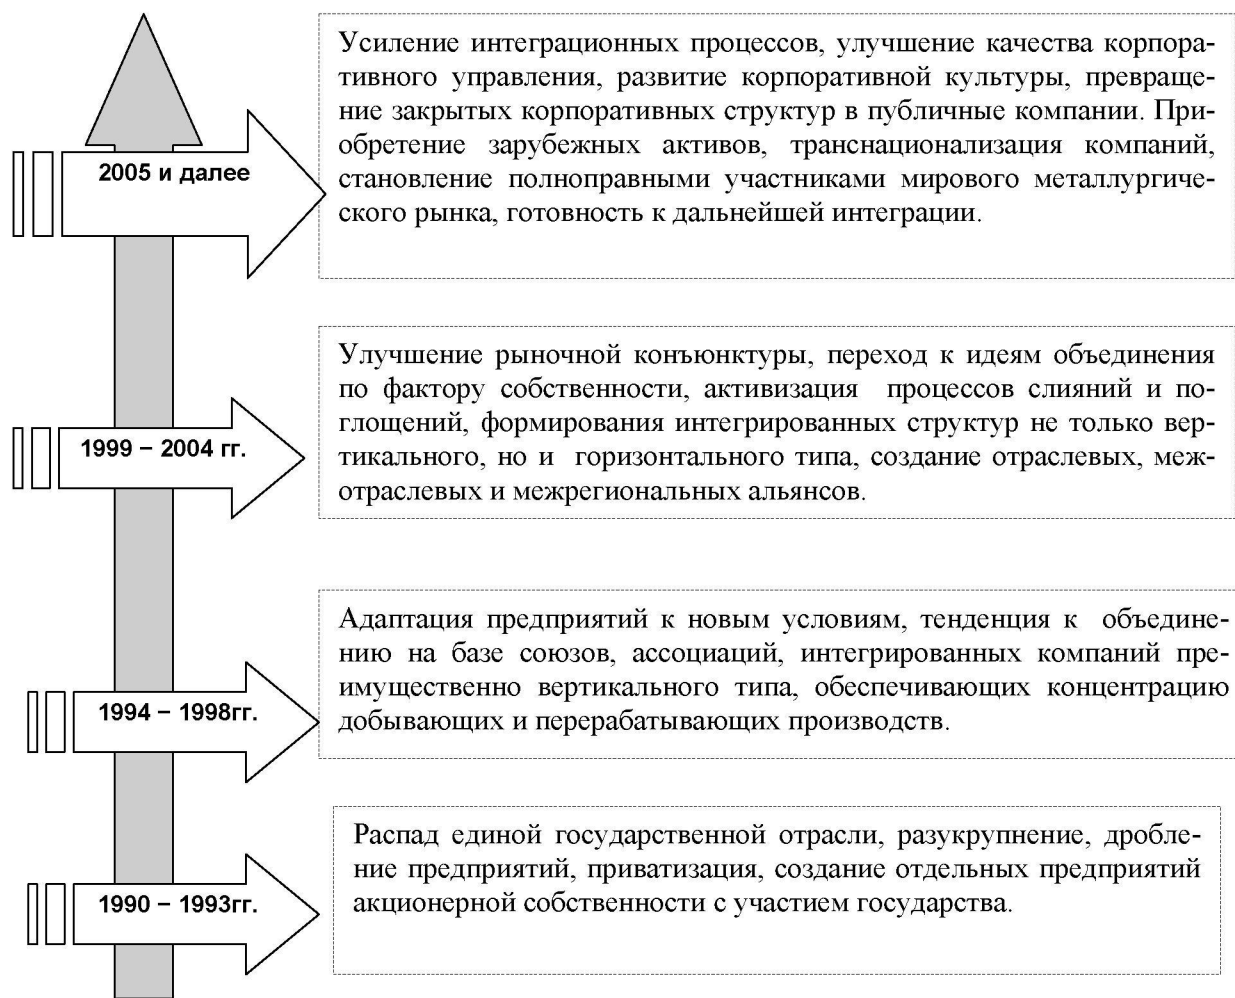 Усиление интеграционных процессов, улучшение качества корпора-
тивного управления, развитие корпоративной культуры, превраще-
ние закрытых корпоративных структур в публичные компании. При-
обретение зарубежных активов, транснационализация компаний,
становление полноправными участниками мирового металлургиче-
ского рынка, готовность к дальнейшей интеграции.
2005 и далее
Улучшение рыночной конъюнктуры, переход к идеям объединения
по фактору собственности, активизация процессов слияний и по-
глощений, формирования интегрированных структур не только вер-
тикального, но и горизонтального типа, создание отраслевых, меж-
отраслевых и межрегиональных альянсов.
1999 – 2004 гг.
Адаптация предприятий к новым условиям, тенденция к объедине-
нию на базе союзов, ассоциаций, интегрированных компаний пре-
имущественно вертикального типа, обеспечивающих концентрацию
добывающих и перерабатывающих производств.
1994 – 1998гг.
Распад единой государственной отрасли, разукрупнение, дробле-
ние предприятий, приватизация, создание отдельных предприятий
акционерной собственности с участием государства.
1990 – 1993гг.